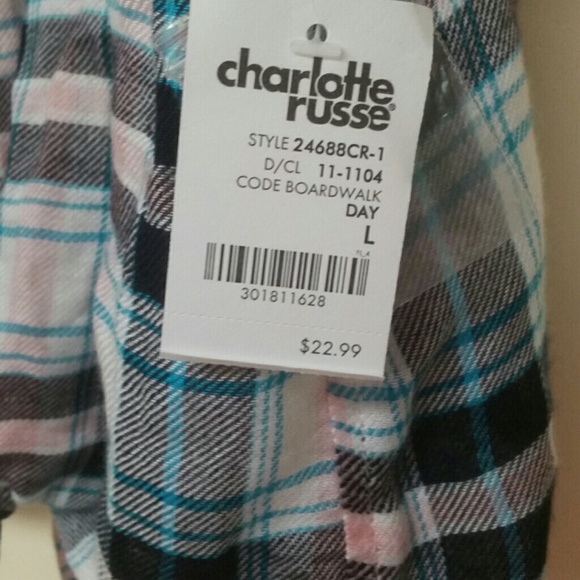 charlotte
russe®
STYLE 24688CR-1
D/CL 11-1104
CODE BOARDWALK
DAY
L
301811628
$22.99